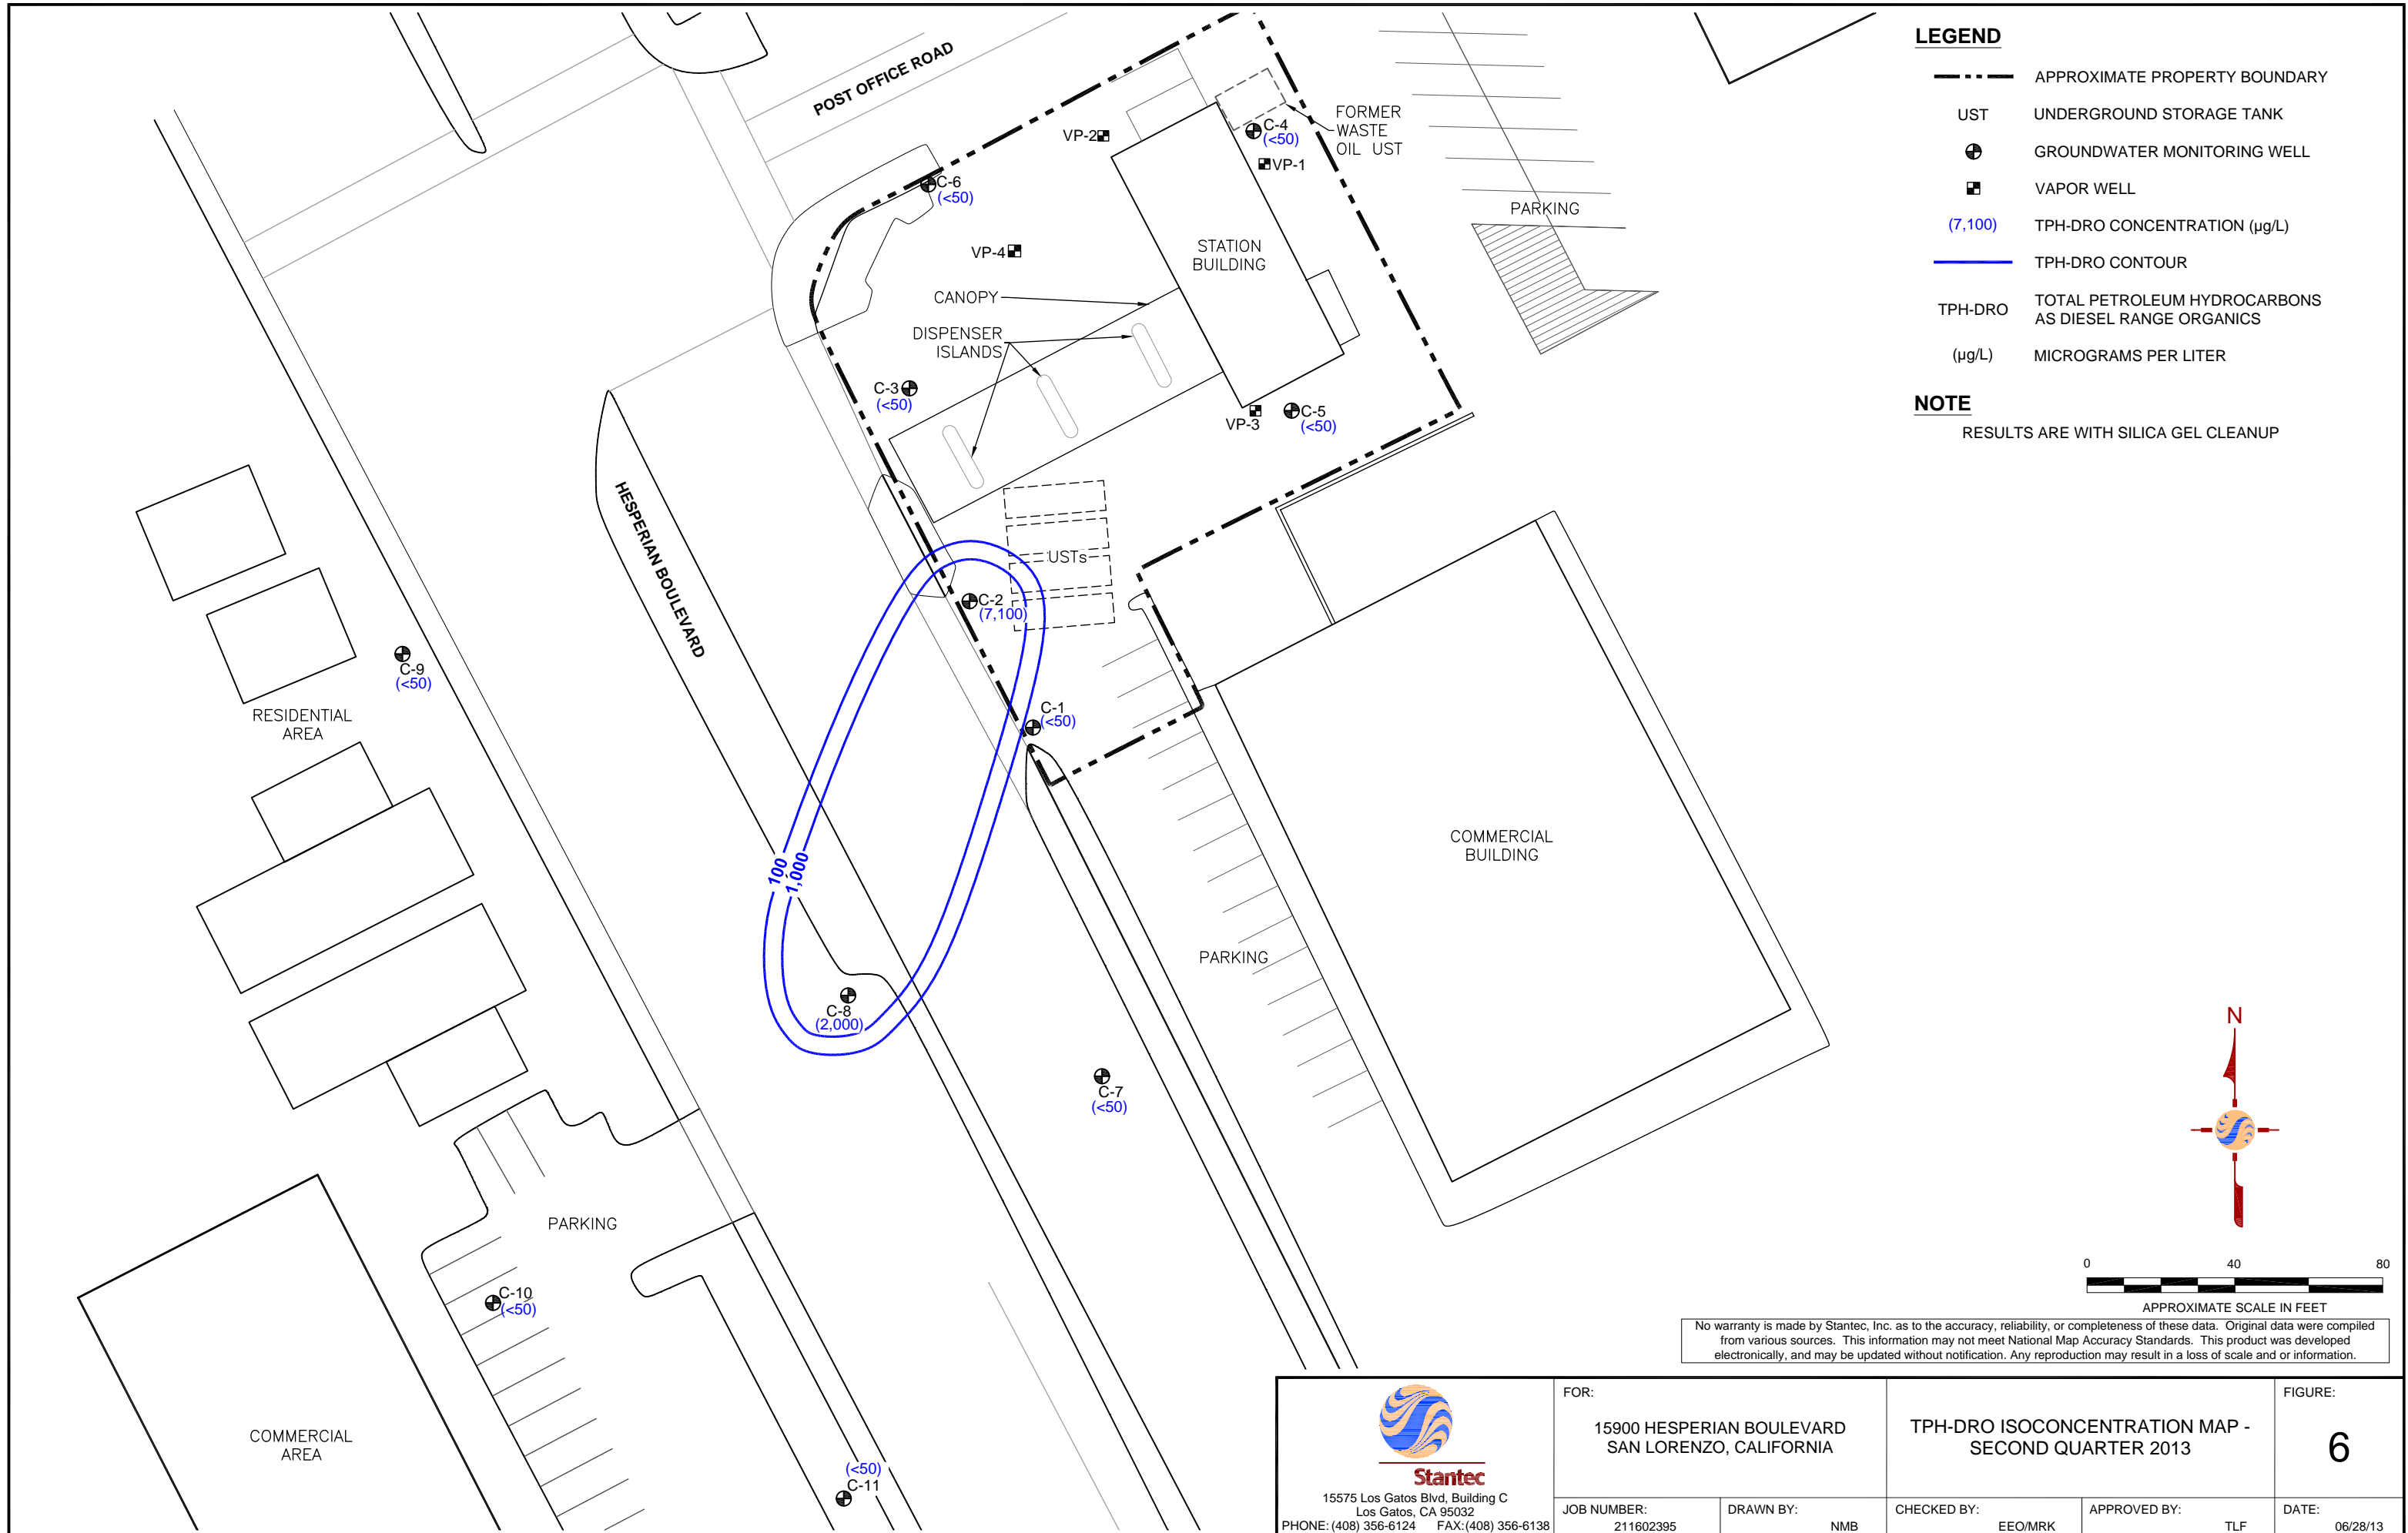 POST OFFICE ROAD
LEGEND
APPROXIMATE PROPERTY BOUNDARY
UST UNDERGROUND STORAGE TANK
GROUNDWATER MONITORING WELL
VAPOR WELL
(7,100) TPH-DRO CONCENTRATION (µg/L)
TPH-DRO CONTOUR
TPH-DRO TOTAL PETROLEUM HYDROCARBONS
AS DIESEL RANGE ORGANICS
(µg/L) MICROGRAMS PER LITER
NOTE
RESULTS ARE WITH SILICA GEL CLEANUP
FORMER
WASTE
OIL UST
VP-2
C-4
(<50)
VP-1
C-6
(<50)
PARKING
VP-4
STATION
BUILDING
CANOPY
DISPENSER
ISLANDS
C-3
(<50)
VP-3
C-5
(<50)
HESPERIAN BOULEVARD
USTs
C-2
(7,100)
C-9
(<50)
RESIDENTIAL
AREA
C-1
(<50)
100
1,000
COMMERCIAL
BUILDING
PARKING
C-8
(2,000)
C-7
(<50)
N
PARKING
C-10
(<50)
COMMERCIAL
AREA
(<50)
C-11
0 40 80
APPROXIMATE SCALE IN FEET
No warranty is made by Stantec, Inc. as to the accuracy, reliability, or completeness of these data. Original data were compiled
from various sources. This information may not meet National Map Accuracy Standards. This product was developed
electronically, and may be updated without notification. Any reproduction may result in a loss of scale and or information.
Stantec
15575 Los Gatos Blvd, Building C
Los Gatos, CA 95032
PHONE: (408) 356-6124 FAX:(408) 356-6138
FOR:
15900 HESPERIAN BOULEVARD
SAN LORENZO, CALIFORNIA
TPH-DRO ISOCONCENTRATION MAP -
SECOND QUARTER 2013
FIGURE:
6
JOB NUMBER:
211602395
DRAWN BY:
NMB
CHECKED BY:
EEO/MRK
APPROVED BY:
TLF
DATE:
06/28/13